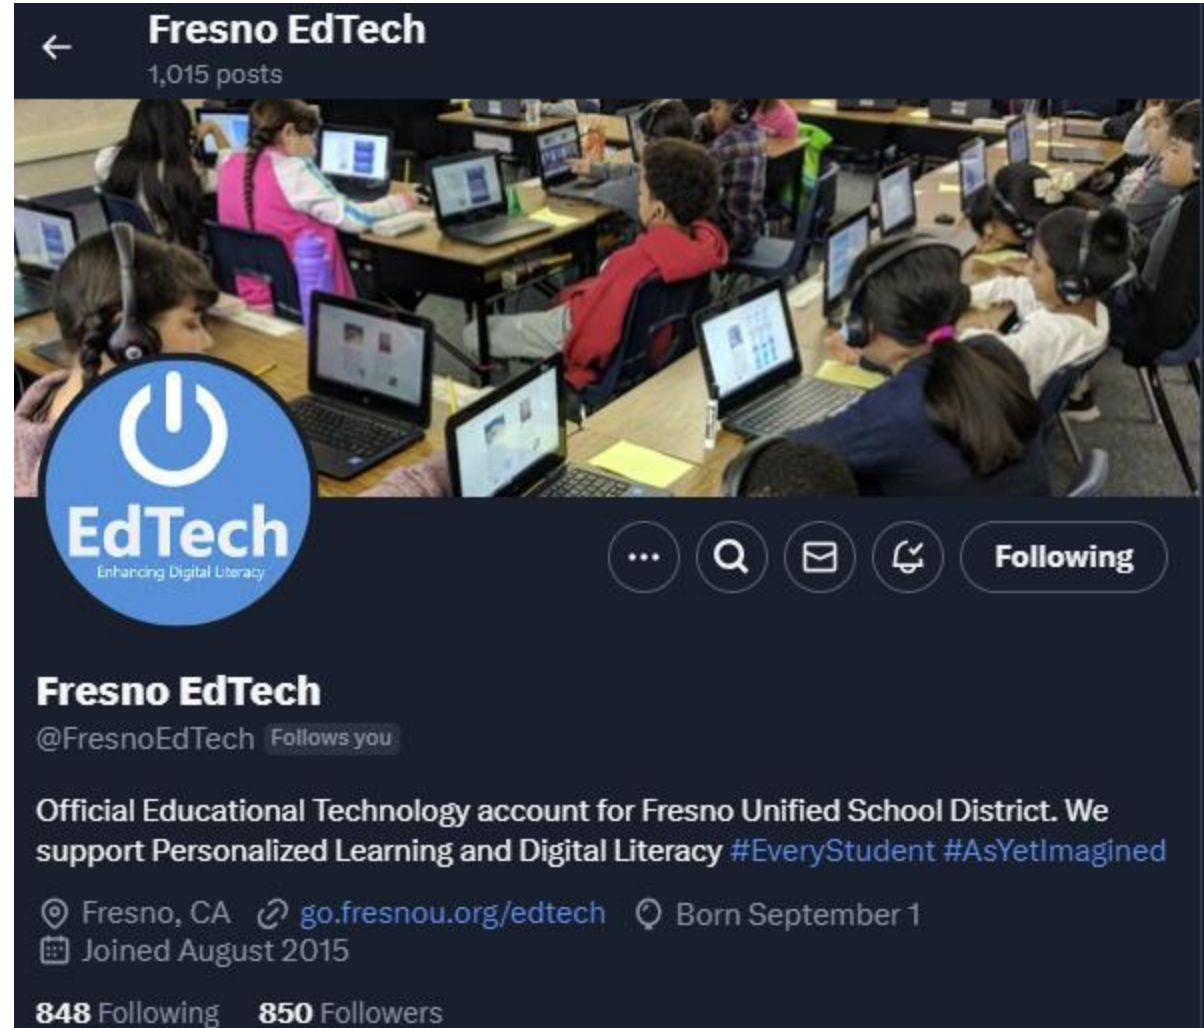 Fresno EdTech
1,015 posts
EdTech
Enhancing Digital Literacy
Following
Fresno EdTech
@FresnoEdTech Follows you
Official Educational Technology account for Fresno Unified School District. We
support Personalized Learning and Digital Literacy #EveryStudent #AsYetImagined
Fresno, CA go.fresnou.org/edtech Born September 1
Joined August 2015
848 Following 850 Followers